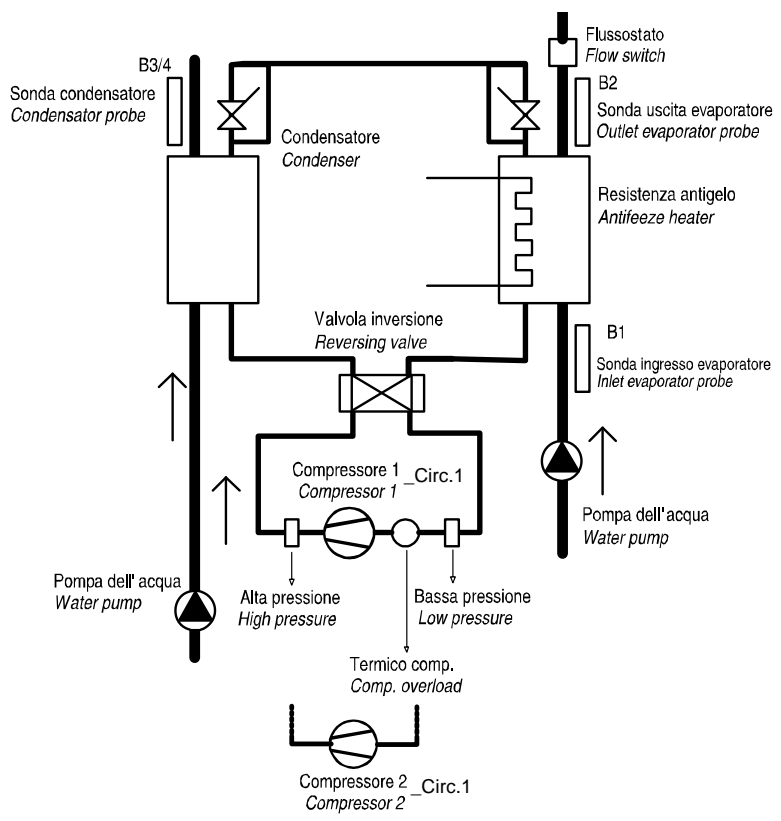 Flussostato
Flow switch
B3/4
Sonda condensatore
Condensator probe
B2
Sonda uscita evaporatore
Outlet evaporator probe
Condensatore
Condenser
Resistenza antigelo
Antifeeze heater
Valvola inversione
Reversing valve
B1
Sonda ingresso evaporatore
Inlet evaporator probe
Compressore 1 _Circ.1
Compressor 1
Pompa dell'acqua
Water pump
Pompa dell'acqua
Water pump
Alta pressione
High pressure
Bassa pressione
Low pressure
Termico comp.
Comp. overload
Compressore 2 _Circ.1
Compressor 2